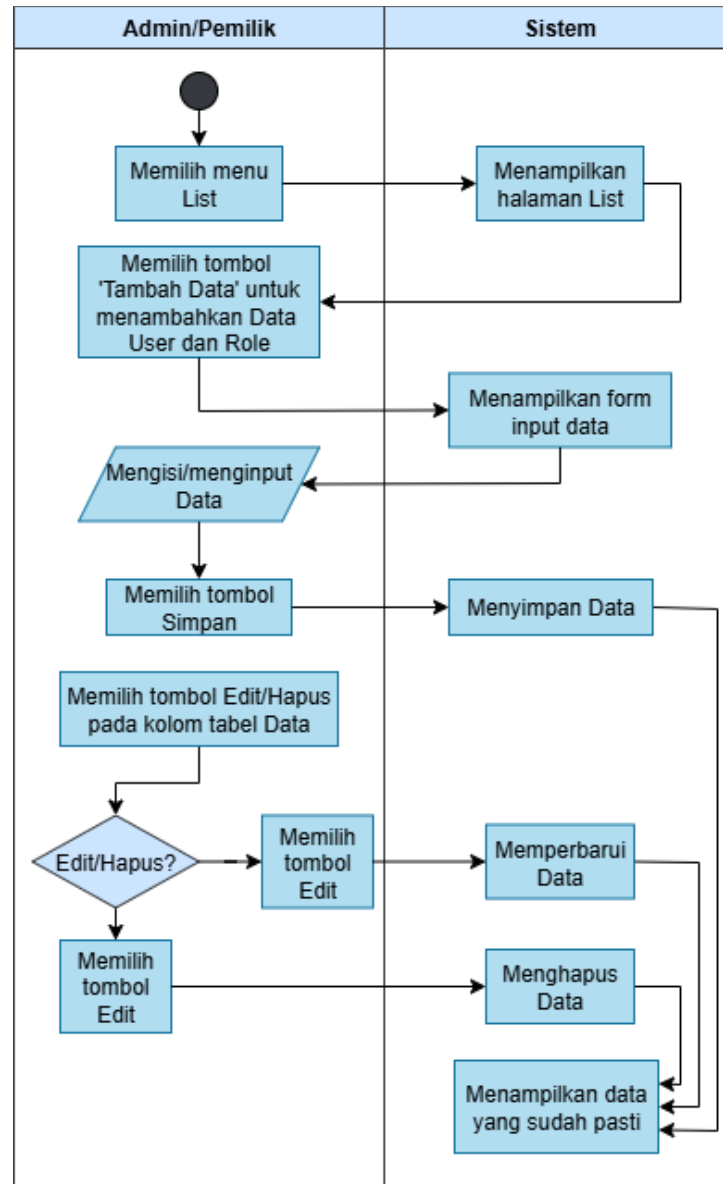 Admin/Pemilik
Sistem
Memilih menu
List
Menampilkan
halaman List
Memilih tombol
'Tambah Data' untuk
menambahkan Data
User dan Role
Menampilkan form
input data
Mengisi/menginput
Data
Memilih tombol
Simpan
Menyimpan Data
Memilih tombol Edit/Hapus
pada kolom tabel Data
Edit/Hapus?
Memilih
tombol
Edit
Memperbarui
Data
Memilih
tombol
Edit
Menghapus
Data
Menampilkan data
yang sudah pasti